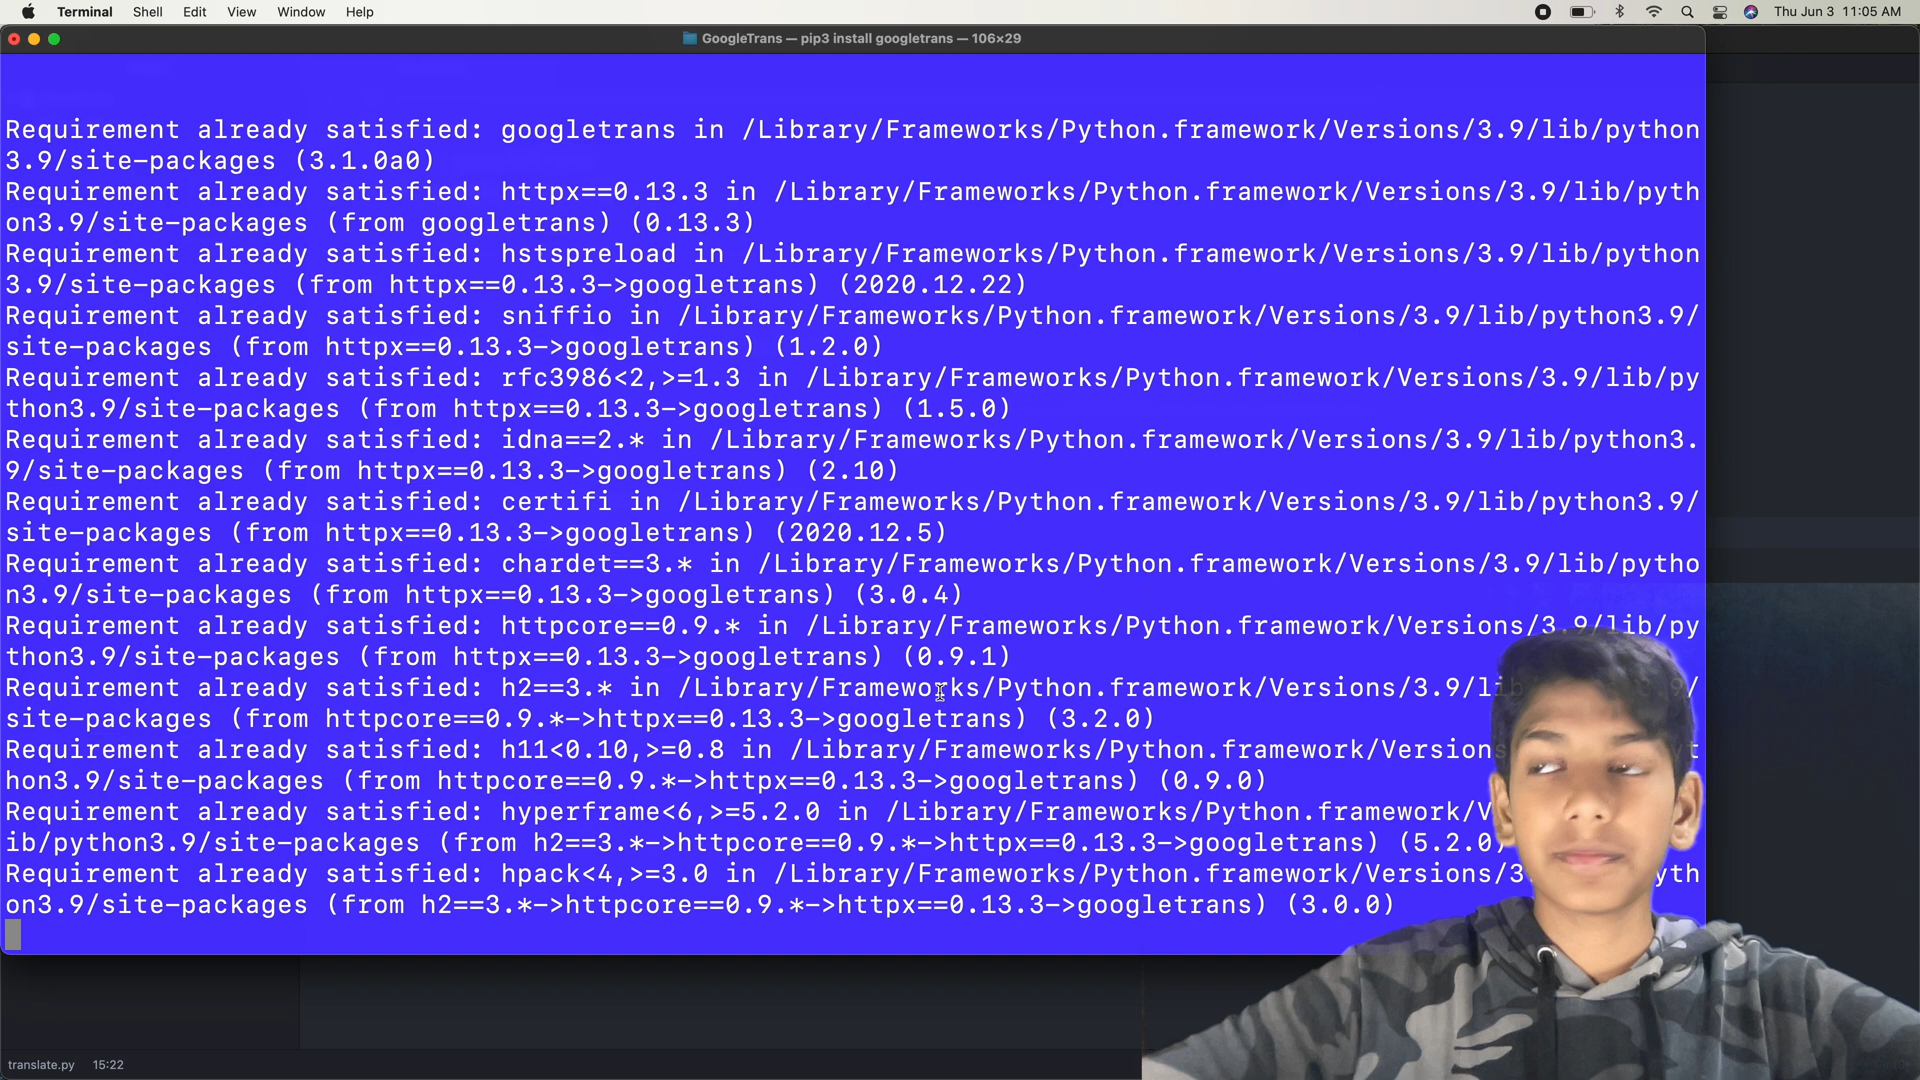 Terminal Shell Edit View Window Help Thu Jun 3 11:05 AM
GoogleTrans — pip3 install googletrans — 106×29
Requirement already satisfied: googletrans in /Library/Frameworks/Python.framework/Versions/3.9/lib/python
3.9/site-packages (3.1.0a0)
Requirement already satisfied: httpx==0.13.3 in /Library/Frameworks/Python.framework/Versions/3.9/lib/pyth
on3.9/site-packages (from googletrans) (0.13.3)
Requirement already satisfied: hstspreload in /Library/Frameworks/Python.framework/Versions/3.9/lib/python
3.9/site-packages (from httpx==0.13.3->googletrans) (2020.12.22)
Requirement already satisfied: sniffio in /Library/Frameworks/Python.framework/Versions/3.9/lib/python3.9/
site-packages (from httpx==0.13.3->googletrans) (1.2.0)
Requirement already satisfied: rfc3986<2,>=1.3 in /Library/Frameworks/Python.framework/Versions/3.9/lib/py
thon3.9/site-packages (from httpx==0.13.3->googletrans) (1.5.0)
Requirement already satisfied: idna==2.* in /Library/Frameworks/Python.framework/Versions/3.9/lib/python3.
9/site-packages (from httpx==0.13.3->googletrans) (2.10)
Requirement already satisfied: certifi in /Library/Frameworks/Python.framework/Versions/3.9/lib/python3.9/
site-packages (from httpx==0.13.3->googletrans) (2020.12.5)
Requirement already satisfied: chardet==3.* in /Library/Frameworks/Python.framework/Versions/3.9/lib/pytho
n3.9/site-packages (from httpx==0.13.3->googletrans) (3.0.4)
Requirement already satisfied: httpcore==0.9.* in /Library/Frameworks/Python.framework/Versions/3.9/lib/py
thon3.9/site-packages (from httpx==0.13.3->googletrans) (0.9.1)
Requirement already satisfied: h2==3.* in /Library/Frameworks/Python.framework/Versions/3.9/li 9/
site-packages (from httpcore==0.9.*->httpx==0.13.3->googletrans) (3.2.0)
Requirement already satisfied: h11<0.10,>=0.8 in /Library/Frameworks/Python.framework/Versions yt
hon3.9/site-packages (from httpcore==0.9.*->httpx==0.13.3->googletrans) (0.9.0)
Requirement already satisfied: hyperframe<6,>=5.2.0 in /Library/Frameworks/Python.framework/V
ib/python3.9/site-packages (from h2==3.*->httpcore==0.9.*->httpx==0.13.3->googletrans) (5.2.0)
Requirement already satisfied: hpack<4,>=3.0 in /Library/Frameworks/Python.framework/Versions/3. yth
on3.9/site-packages (from h2==3.*->httpcore==0.9.*->httpx==0.13.3->googletrans) (3.0.0)
translate.py 15:22